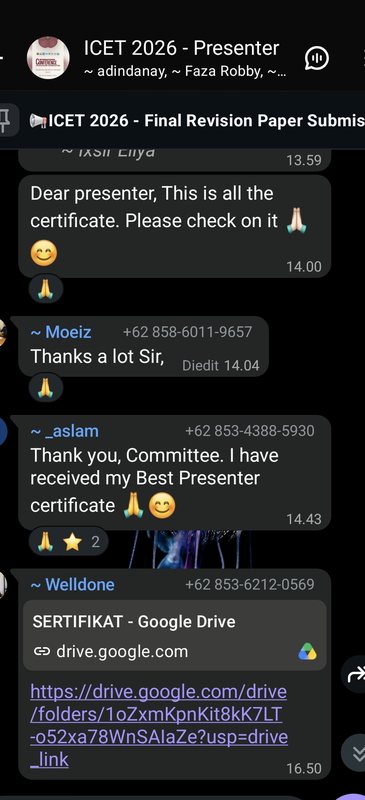 ICET 2026 - Presenter
~ adindanay, ~ Faza Robby, ~...
📢ICET 2026 - Final Revision Paper Submis
~ Ixsir Eliya
13.59
Dear presenter, This is all the
certificate. Please check on it 🙏🏻
😊
14.00
🙏
~ Moeiz +62 858-6011-9657
Thanks a lot Sir, Diedit 14.04
🙏
~ _aslam +62 853-4388-5930
Thank you, Committee. I have
received my Best Presenter
certificate 🙏😊
14.43
🙏 ⭐ 2
~ Welldone +62 853-6212-0569
SERTIFIKAT - Google Drive
drive.google.com
https://drive.google.com/drive
/folders/1oZxmKpnKit8kK7LT
-o52xa78WnSAIaZe?usp=drive
_link
16.50